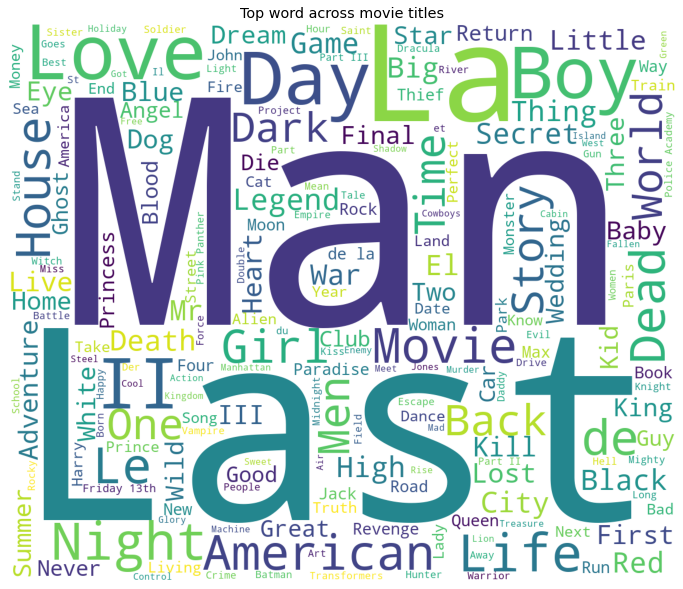 Top word across movie titles
Sister
Holiday
Soldier
Love
Dream
Game
Star
Return
Little
Money
Goes
Best
Got
Il
John
Light
Hour
Saint
Part III
Dracula
River
Big
Way
Green
Day
La
Boy
Eye
End
Blue
Fire
Thief
Thing
Train
St
Sea
America
Free
Angel
Dog
Dark
Project
Part
Final
Secret
Three
World
Island
West
Gun
Police Academy
House
Ghost
Blood
Man
Die
Cat
Mean
Shadow
et
Time
Perfect
Stand
Legend
Tale
Moon
Rock
Empire
Cowboys
Story
Monster
Cabin
Fallen
Baby
Witch
Miss
Princess
Street
Pink Panther
Heart
Double
de la
Land
War
El
Wedding
Women
Paris
Dead
Live
Home
Mr
Alien
Year
Two
Date
Park
Know
Battle
Force
du
Woman
Evil
Kid
Take
Death
Girl
Kiss
Enemy
Club
Movie
Max
Drive
Steel
Adventure
White
II
Cool
Four
Der
Action
Manhattan
Paradise
Meet
Jones
Murder
Car
Daddy
Book
Knight
School
Happy
Born
One
Song
Kingdom
III
Men
Midnight
Escape
Dance
Back
King
Harry
Prince
Vampire
Last
Air
Field
Mad
de
Guy
Rocky
Le
Wild
Sweet
Good
High
Rise
Kill
Part II
Lost
Hell
Mighty
Friday 13th
People
Jack
Road
Black
Long
Summer
New
Glory
Truth
City
Bad
Night
Machine
Great
Revenge
Queen
Treasure
Next
First
Never
Living
American
Art
Lady
Lion
Away
Life
Run
Red
Control
Crime
Batman
Transformers
Hunter
Warrior